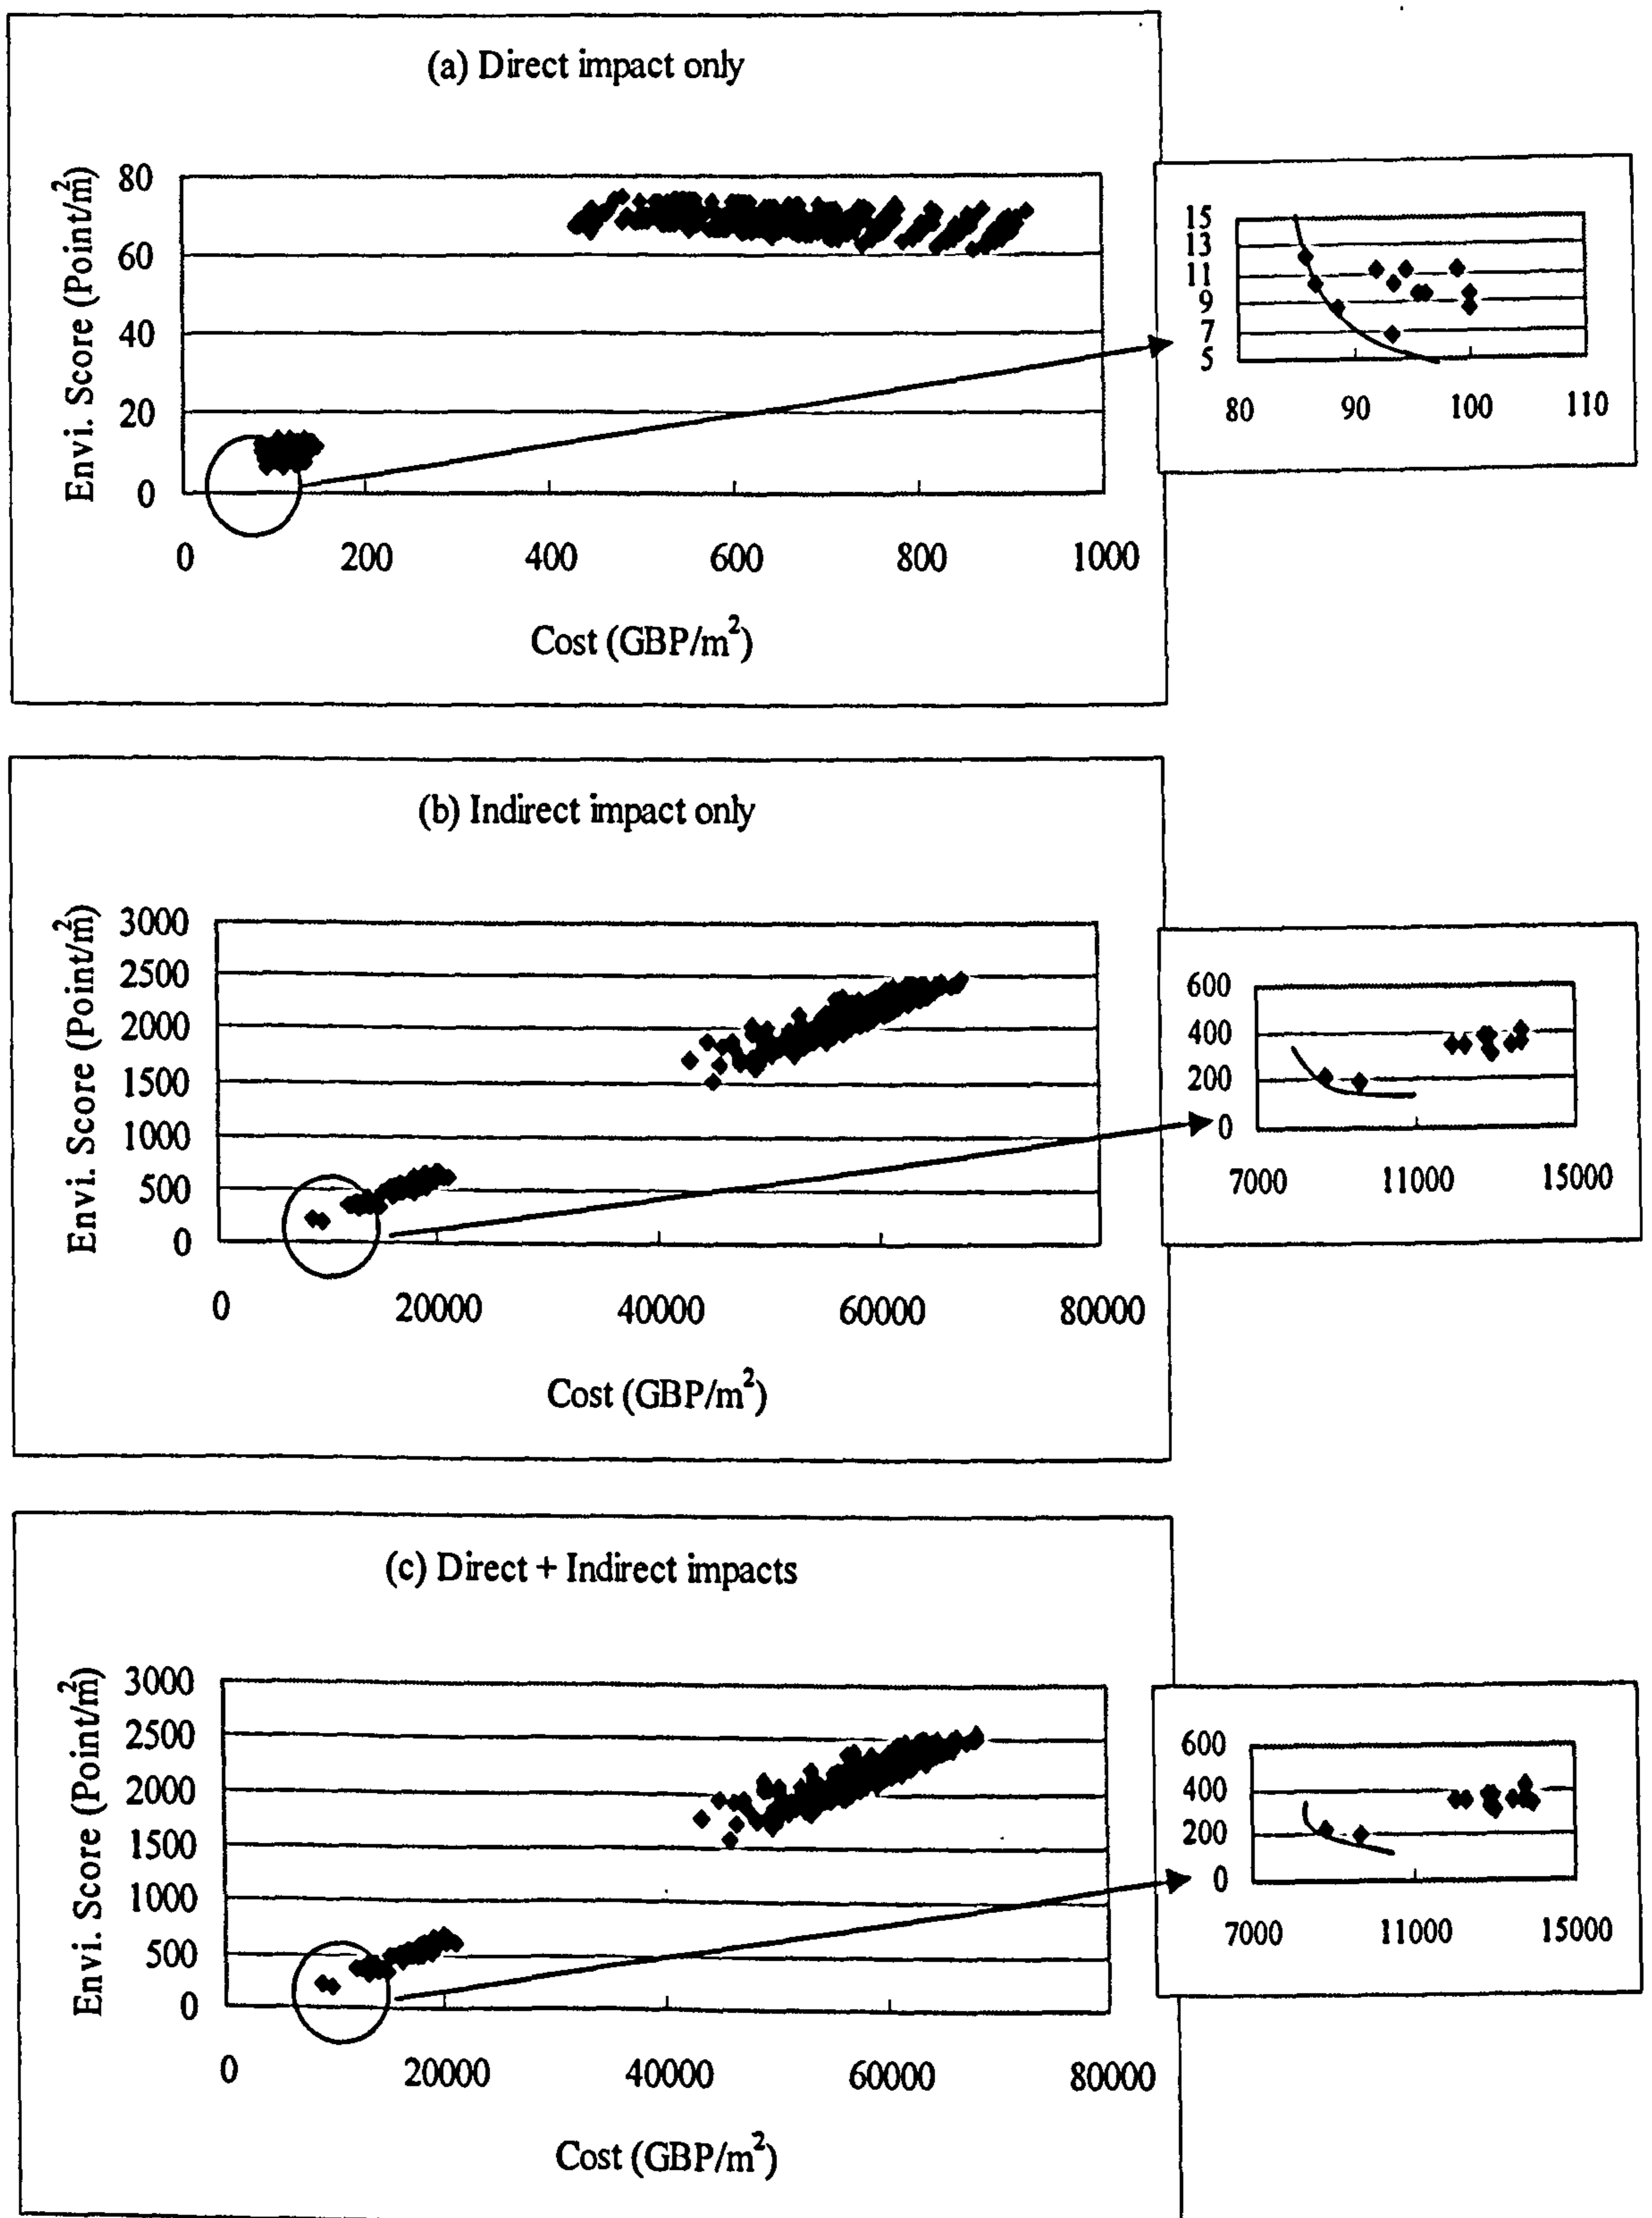 (a) Direct impact only
Envi. Score (Point/m²)
80
60
40
20
0
0 200 400 600 800 1000
Cost (GBP/m²)
15
13
11
9
7
5
80 90 100 110
(b) Indirect impact only
Envi. Score (Point/m²)
3000
2500
2000
1500
1000
500
0
0 20000 40000 60000 80000
Cost (GBP/m²)
600
400
200
0
7000 11000 15000
(c) Direct + Indirect impacts
Envi. Score (Point/m²)
3000
2500
2000
1500
1000
500
0
0 20000 40000 60000 80000
Cost (GBP/m²)
600
400
200
0
7000 11000 15000